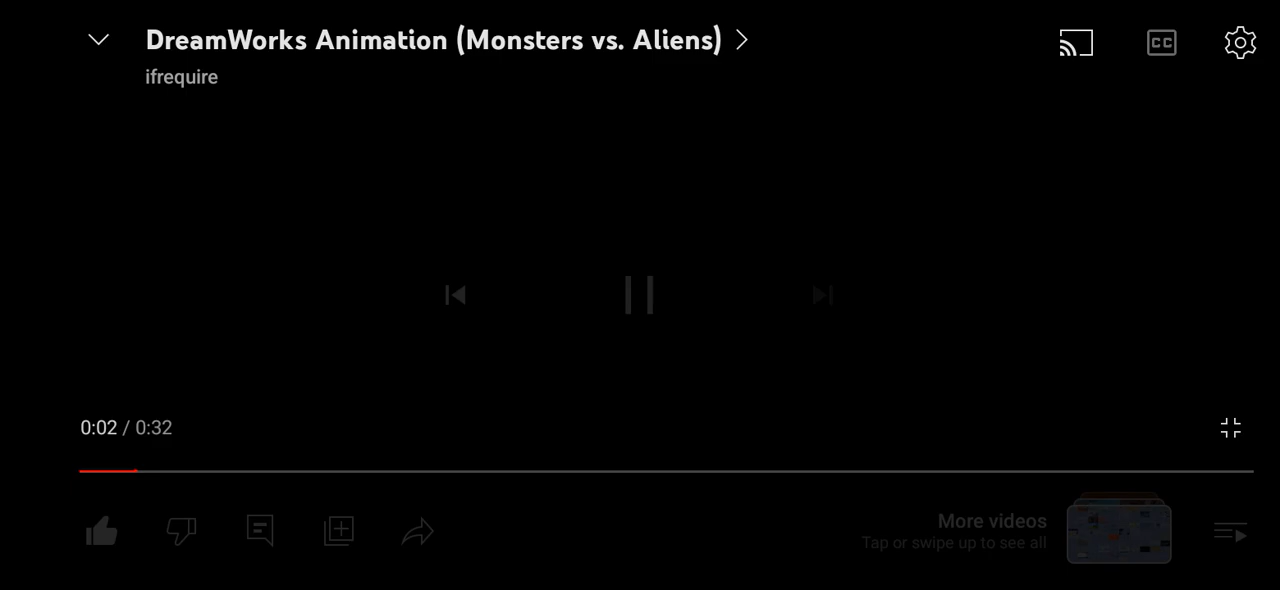 DreamWorks Animation (Monsters vs. Aliens)
ifrequire
CC
0:02 / 0:32
More videos
Tap or swipe up to see all